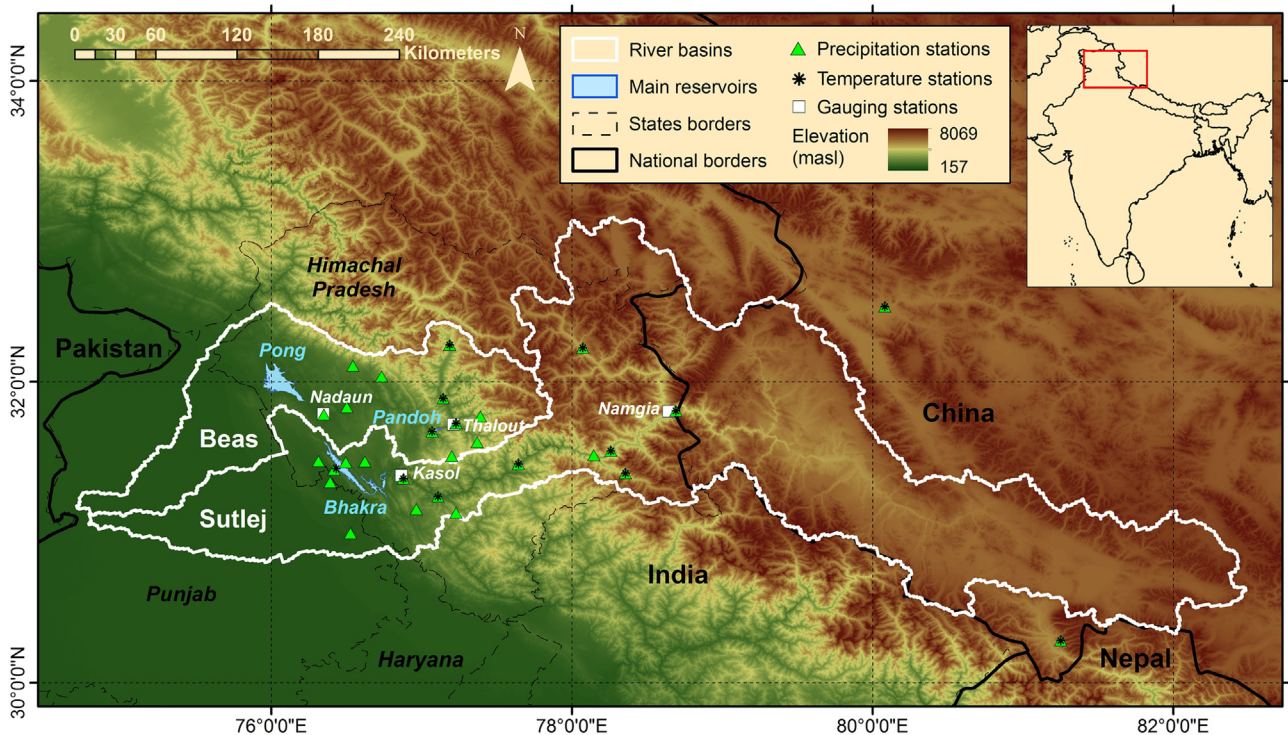 0 30 60 120 180 240
Kilometers
N
River basins
Main reservoirs
States borders
National borders
Precipitation stations
Temperature stations
Gauging stations
Elevation
(masl)
8069
157
34°0'0"N
32°0'0"N
30°0'0"N
Himachal
Pradesh
Pakistan
Pong
Nadaun
Pandoh
Thalout
Namgia
China
Beas
Kasol
Bhakra
Sutlej
India
Punjab
Haryana
Nepal
76°0'0"E
78°0'0"E
80°0'0"E
82°0'0"E